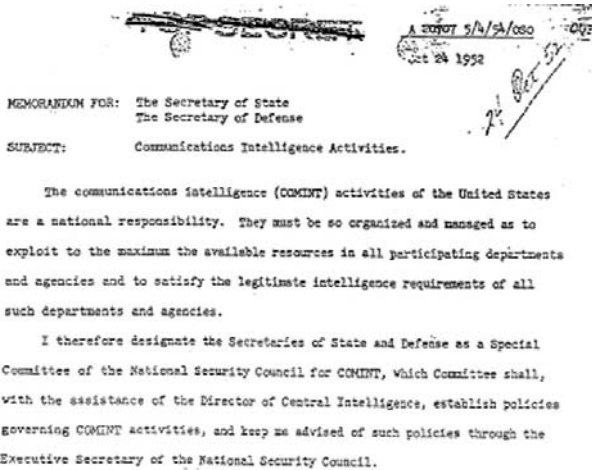 A 20707 5/4/54/OSO
Oct 24 1952
24 Oct 52
MEMORANDUM FOR: The Secretary of State
The Secretary of Defense
SUBJECT: Communications Intelligence Activities.
The communications intelligence (COMINT) activities of the United States
are a national responsibility. They must be so organized and managed as to
exploit to the maximum the available resources in all participating departments
and agencies and to satisfy the legitimate intelligence requirements of all
such departments and agencies.
I therefore designate the Secretaries of State and Defense as a Special
Committee of the National Security Council for COMINT, which Committee shall,
with the assistance of the Director of Central Intelligence, establish policies
governing COMINT activities, and keep me advised of such policies through the
Executive Secretary of the National Security Council.